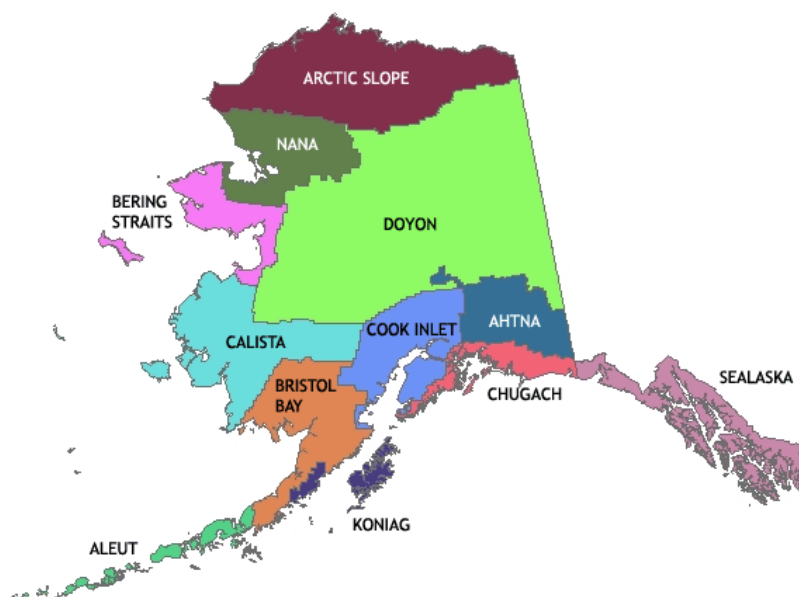 ARCTIC SLOPE
NANA
BERING
STRAITS
DOYON
CALISTA
COOK INLET
AHTNA
BRISTOL
BAY
CHUGACH
SEALASKA
KONIAG
ALEUT